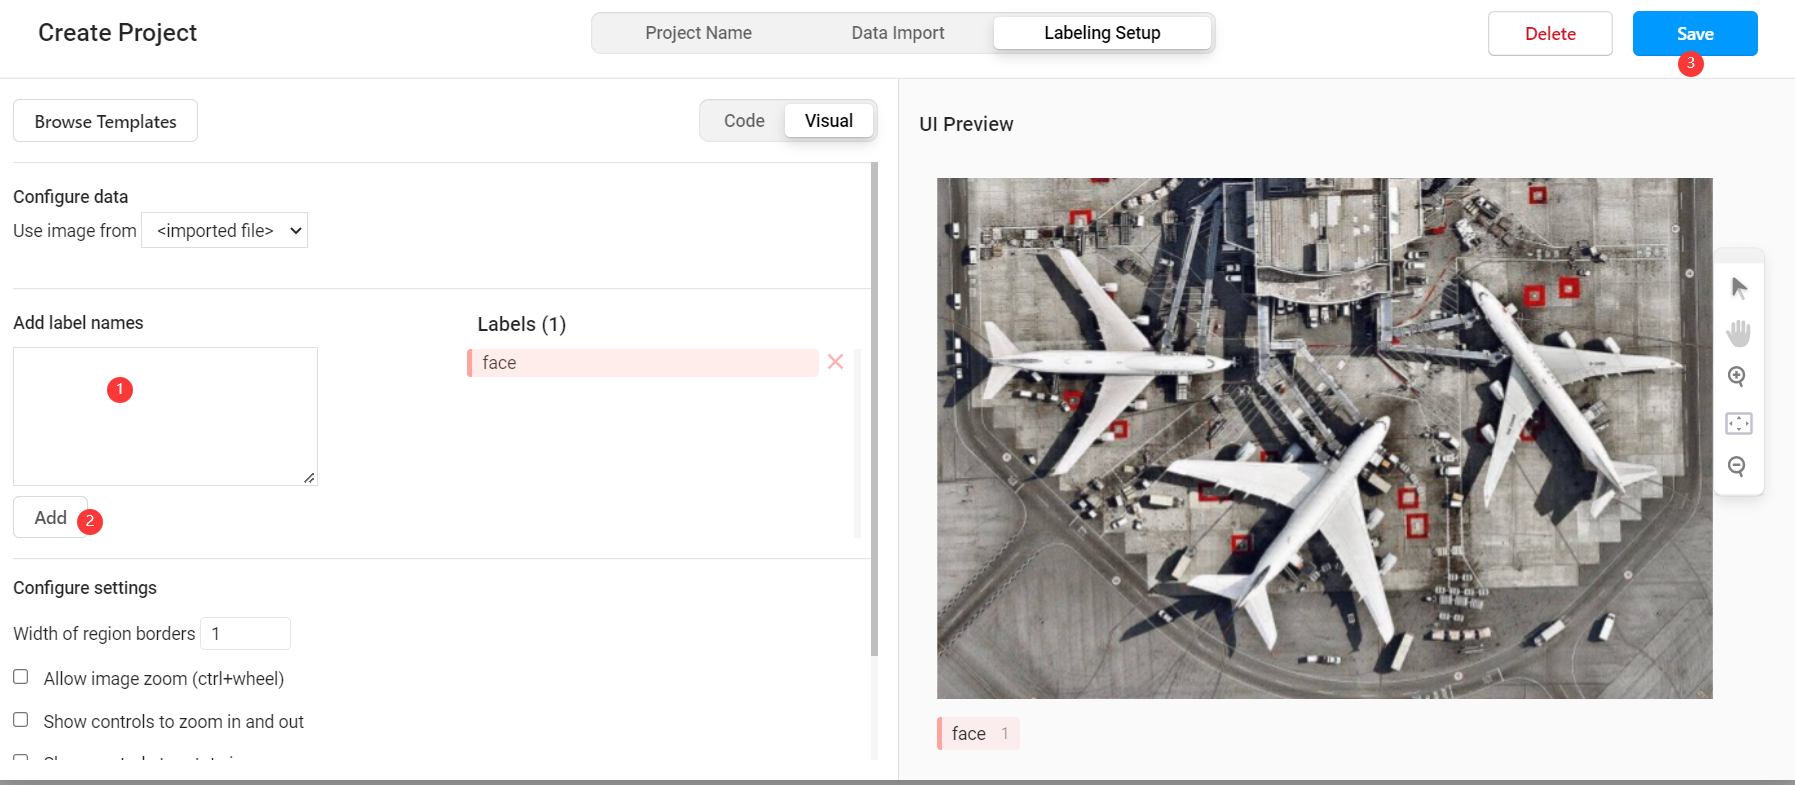 Create Project
Project Name
Data Import
Labeling Setup
Delete
Save
3
Browse Templates
Code
Visual
UI Preview
Configure data
Use image from <imported file>
Add label names
Labels (1)
face
1
Add
2
Configure settings
Width of region borders 1
Allow image zoom (ctrl+wheel)
Show controls to zoom in and out
face 1